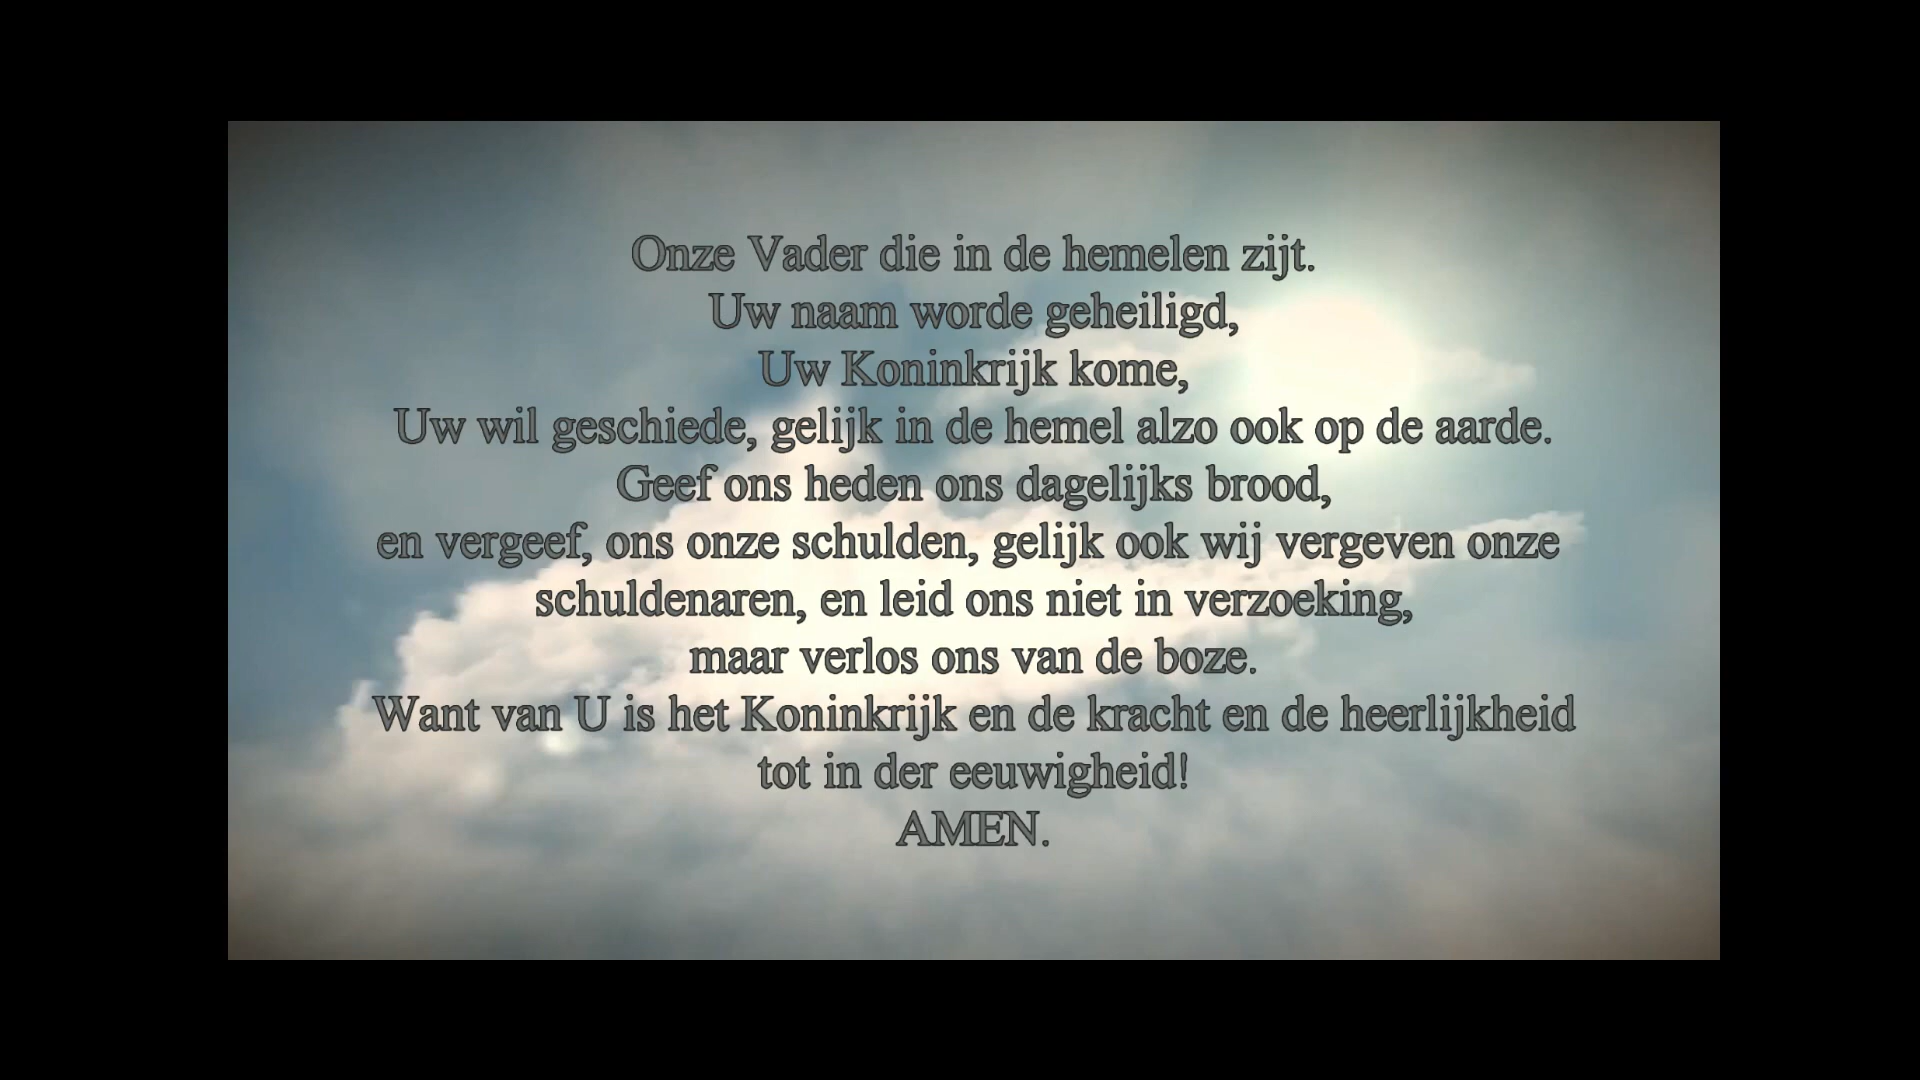 Onze Vader die in de hemelen zijt.
Uw naam worde geheiligd,
Uw Koninkrijk kome,
Uw wil geschiede, gelijk in de hemel alzo ook op de aarde.
Geef ons heden ons dagelijks brood,
en vergeef, ons onze schulden, gelijk ook wij vergeven onze
schuldenaren, en leid ons niet in verzoeking,
maar verlos ons van de boze.
Want van U is het Koninkrijk en de kracht en de heerlijkheid
tot in der eeuwigheid!
AMEN.